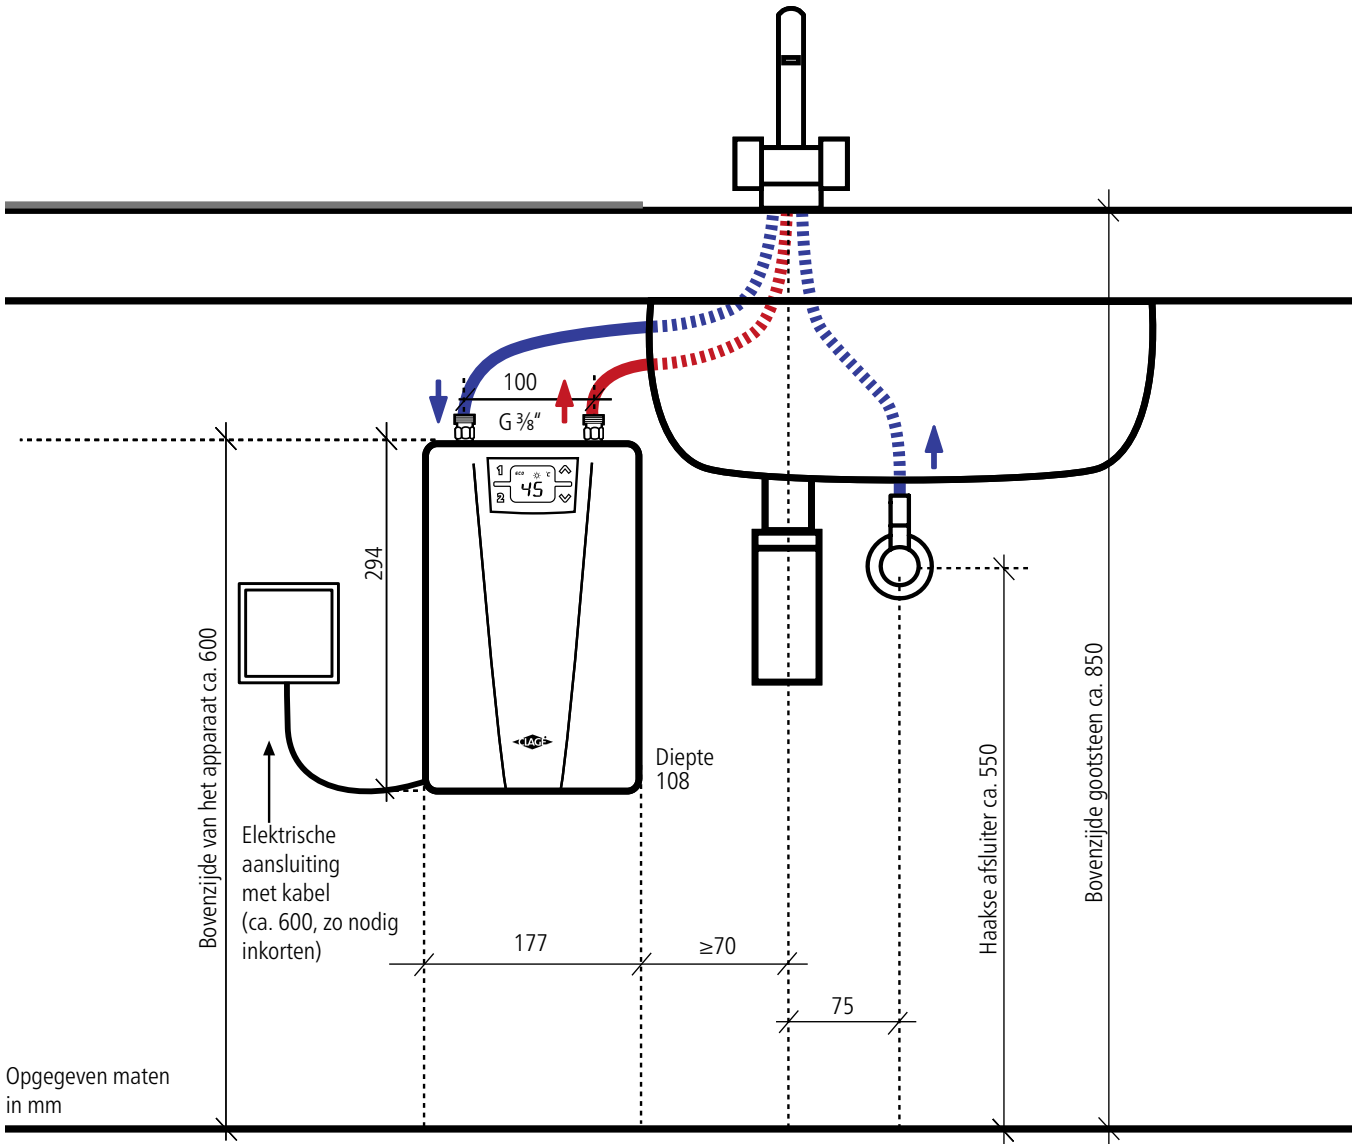 100
G ⅜“
1
eco
°C
45
2
294
CLAGE
Diepte
108
Bovenzijde van het apparaat ca. 600
Elektrische
aansluiting
met kabel
(ca. 600, zo nodig
inkorten)
177
≥70
75
Haakse afsluiter ca. 550
Bovenzijde gootsteen ca. 850
Opgegeven maten
in mm